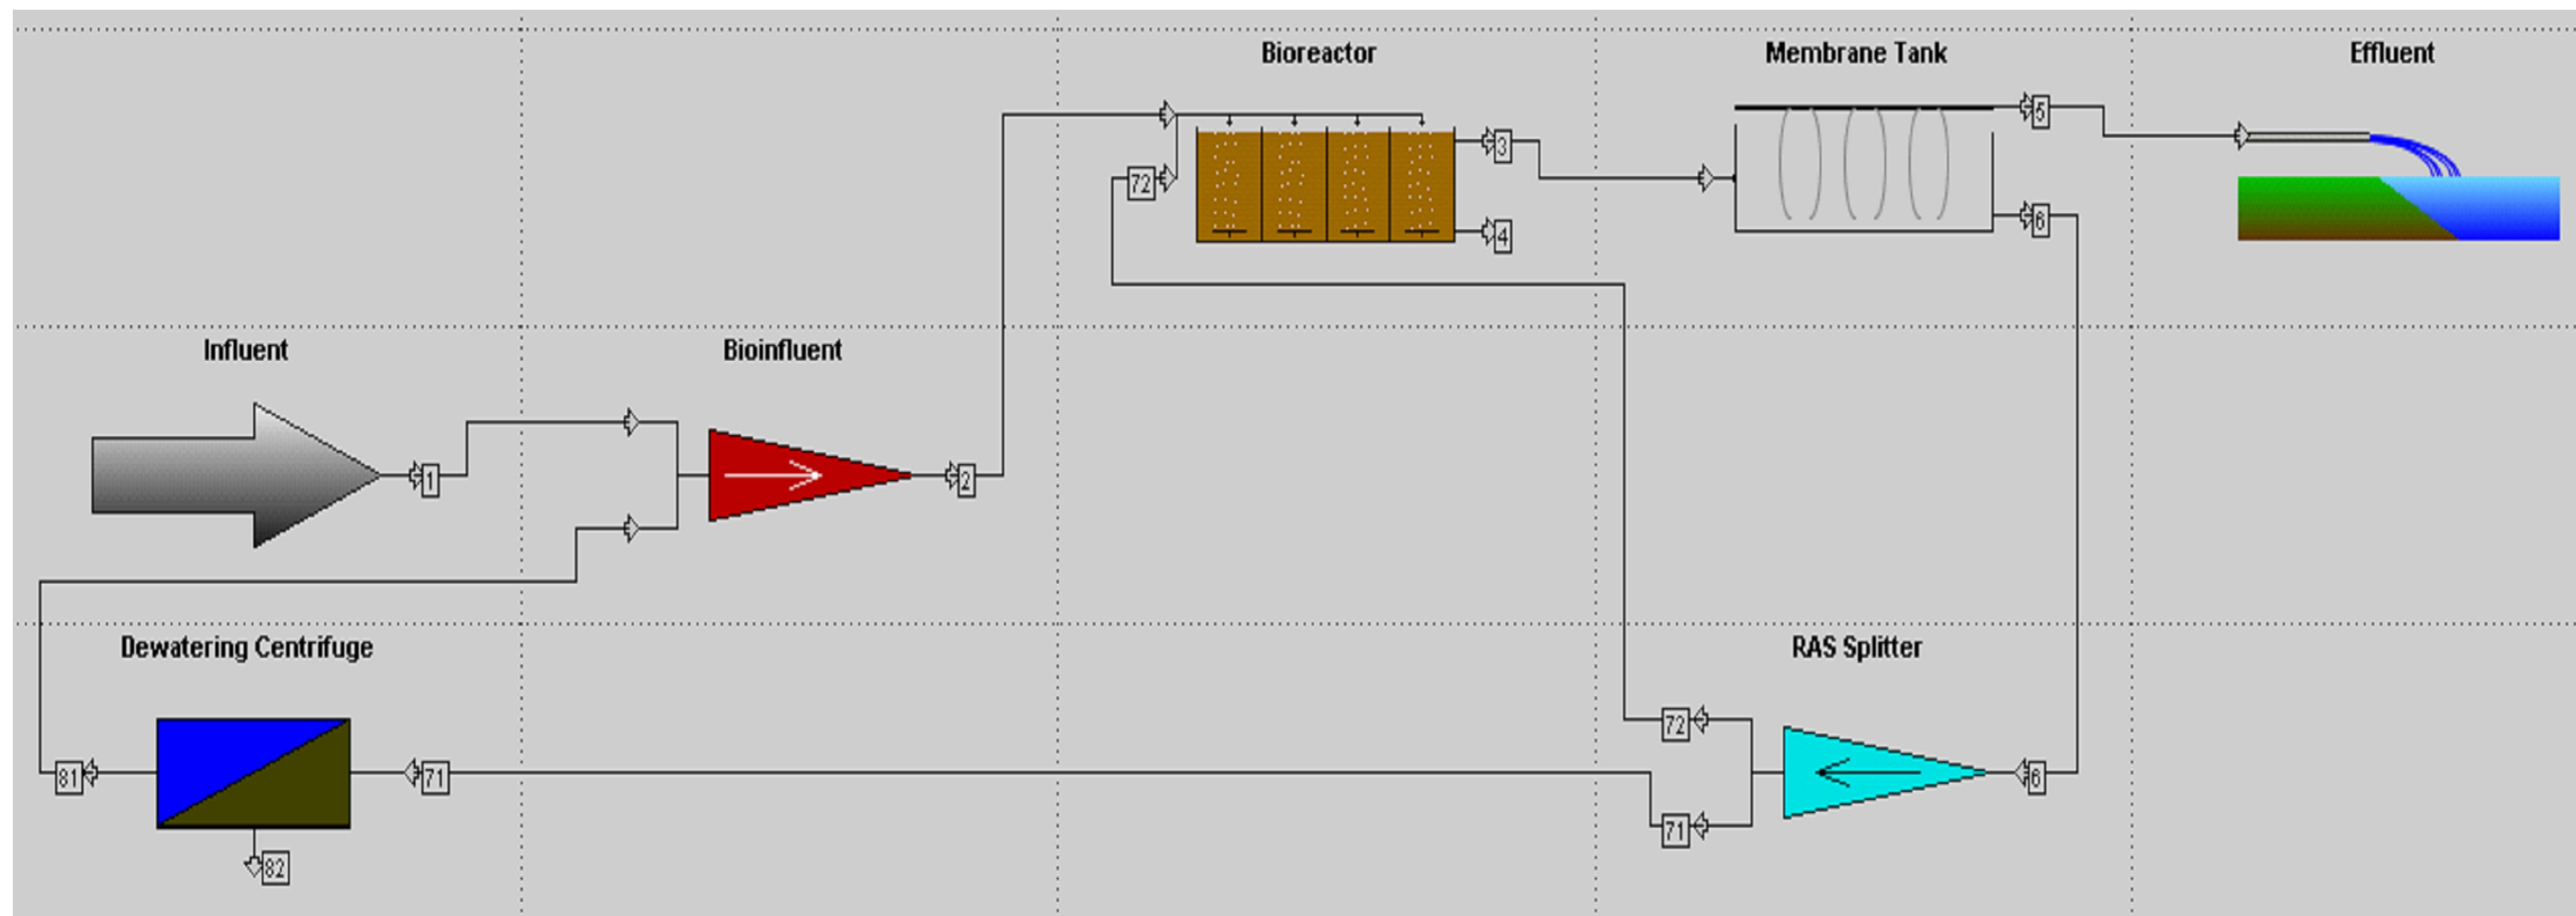 Bioreactor
Membrane Tank
Effluent
5
3
72
4
6
Influent
Bioinfluent
1
2
Dewatering Centrifuge
RAS Splitter
72
81
71
6
71
82